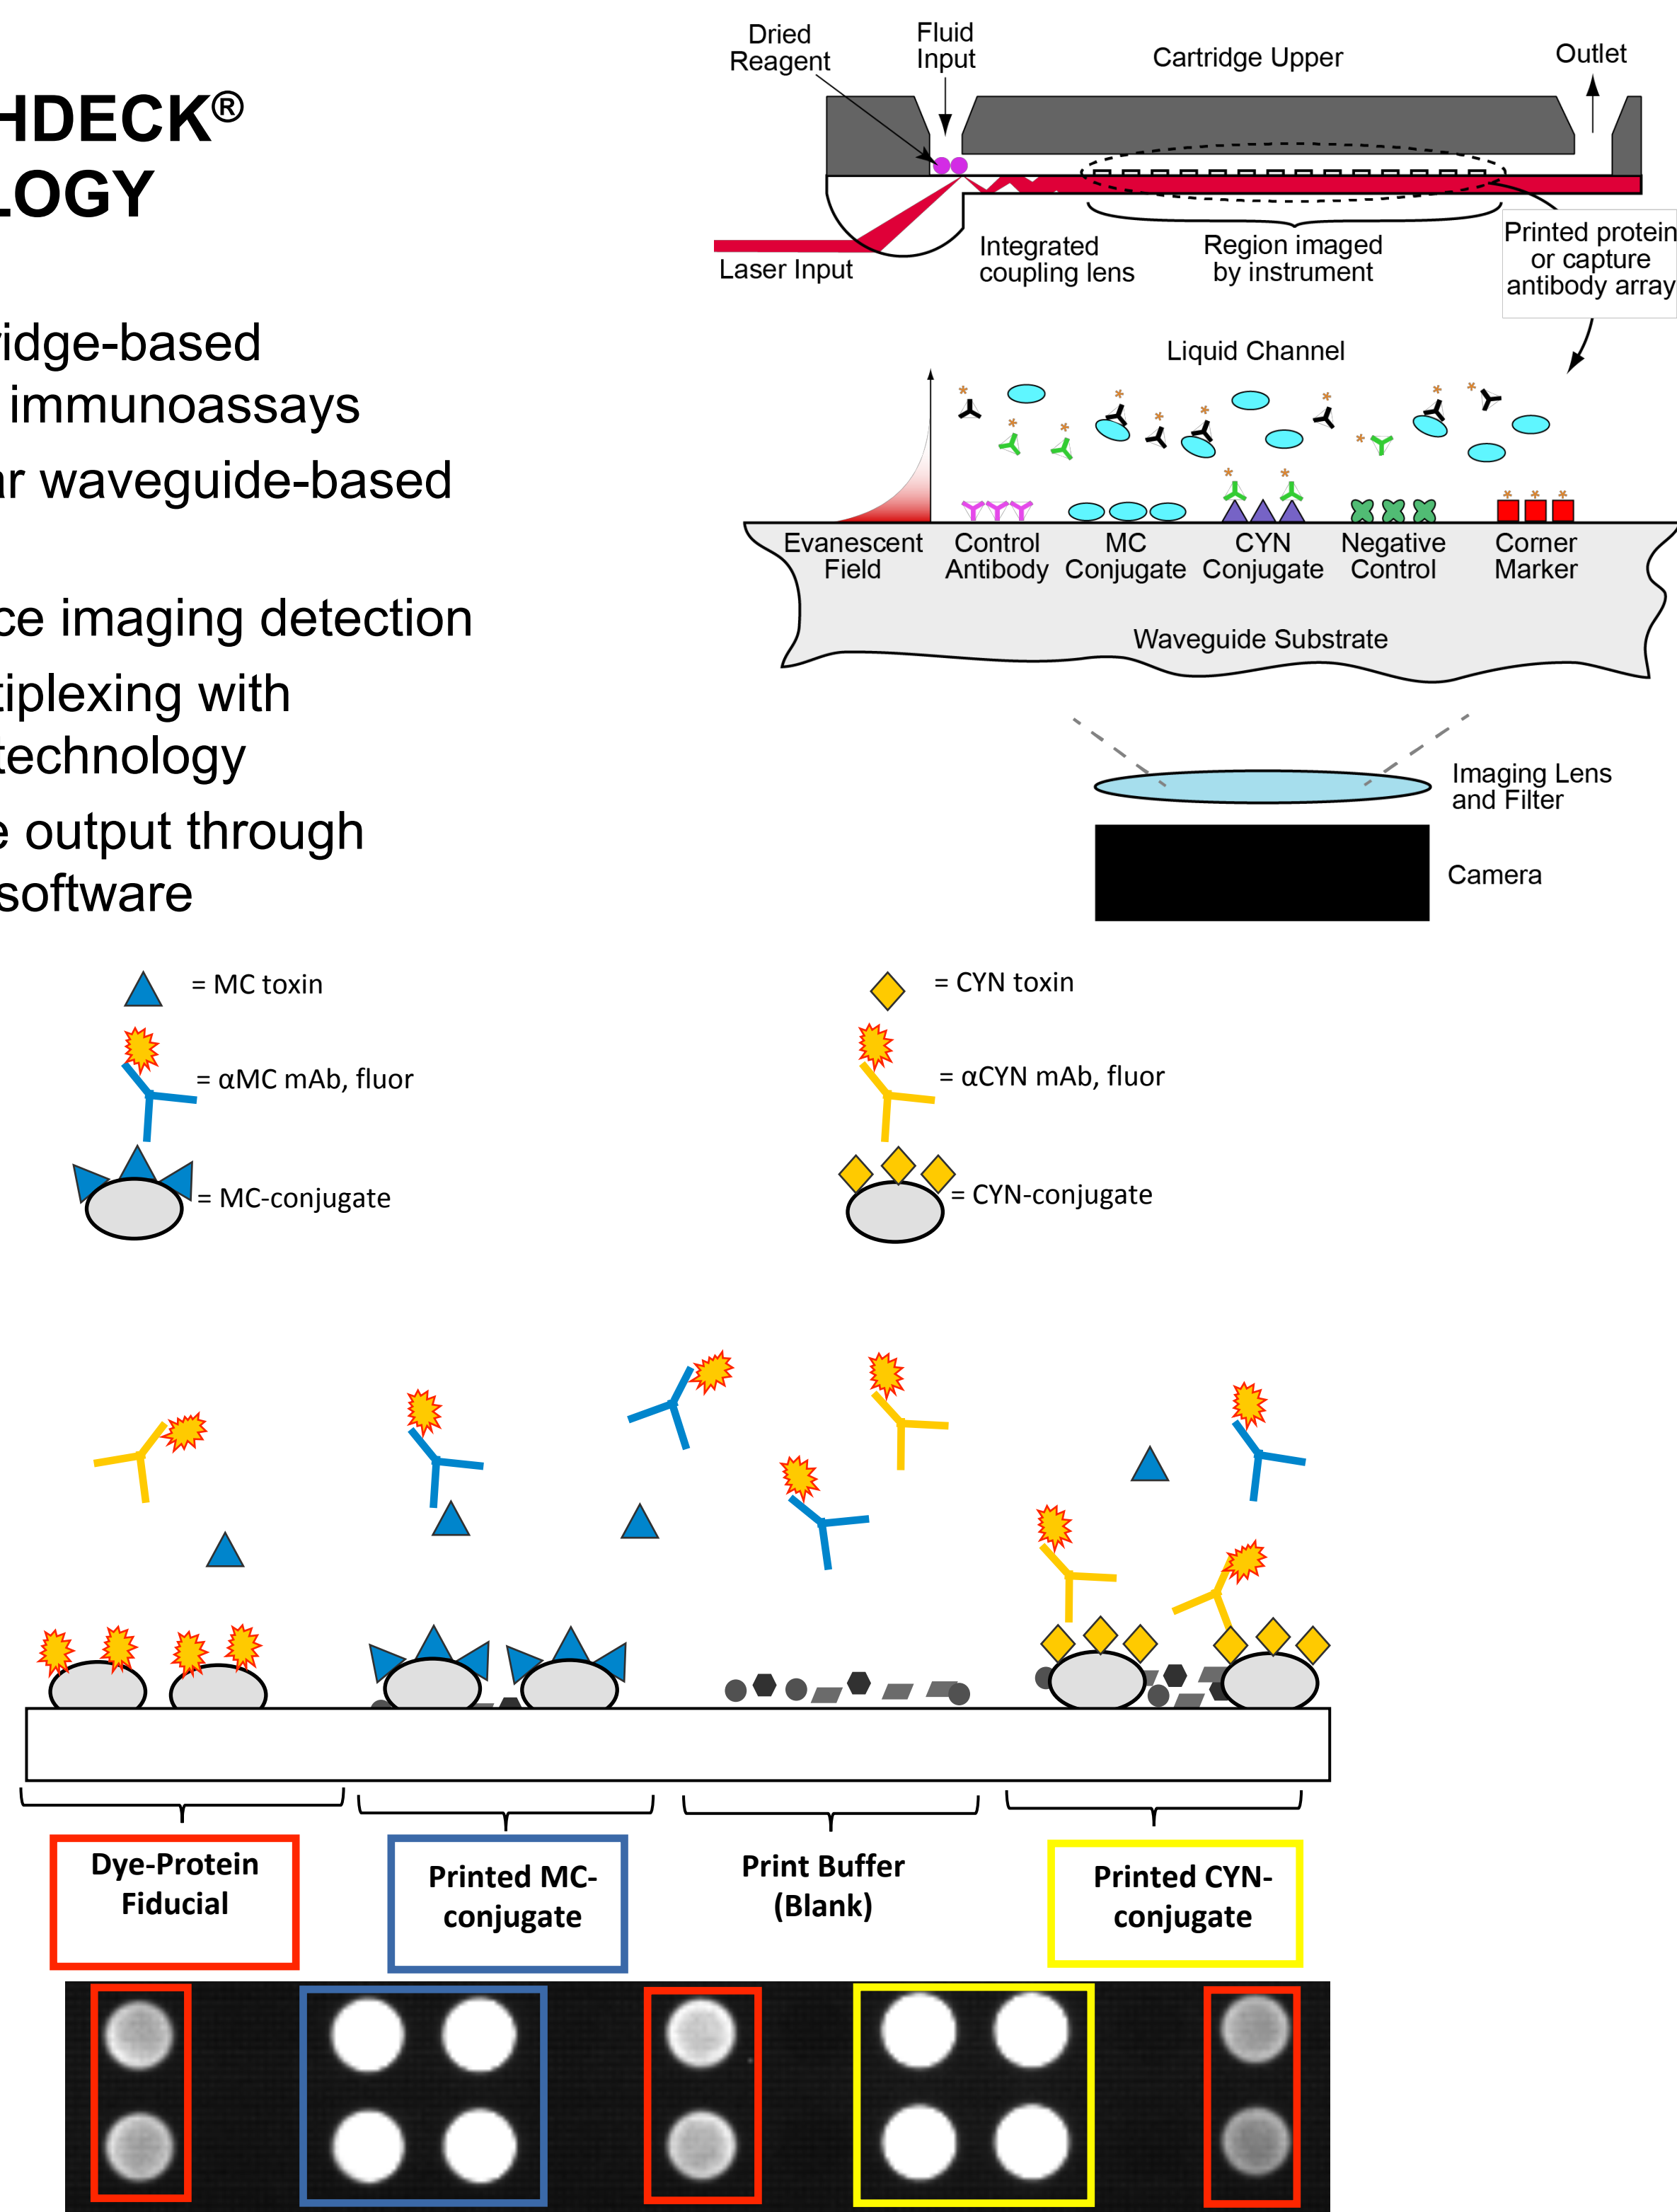 HDECK®
LOGY
ridge-based
immunoassays
ar waveguide-based
ce imaging detection
tiplexing with
technology
e output through
software
Dried
Reagent
Fluid
Input
Cartridge Upper
Outlet
Laser Input
Integrated
coupling lens
Region imaged
by instrument
Printed protein
or capture
antibody array
Liquid Channel
Evanescent
Field
Control
Antibody
MC
Conjugate
CYN
Conjugate
Negative
Control
Corner
Marker
Waveguide Substrate
Imaging Lens
and Filter
Camera
= MC toxin
= αMC mAb, fluor
= MC-conjugate
= CYN toxin
= αCYN mAb, fluor
= CYN-conjugate
Dye-Protein
Fiducial
Printed MC-
conjugate
Print Buffer
(Blank)
Printed CYN-
conjugate